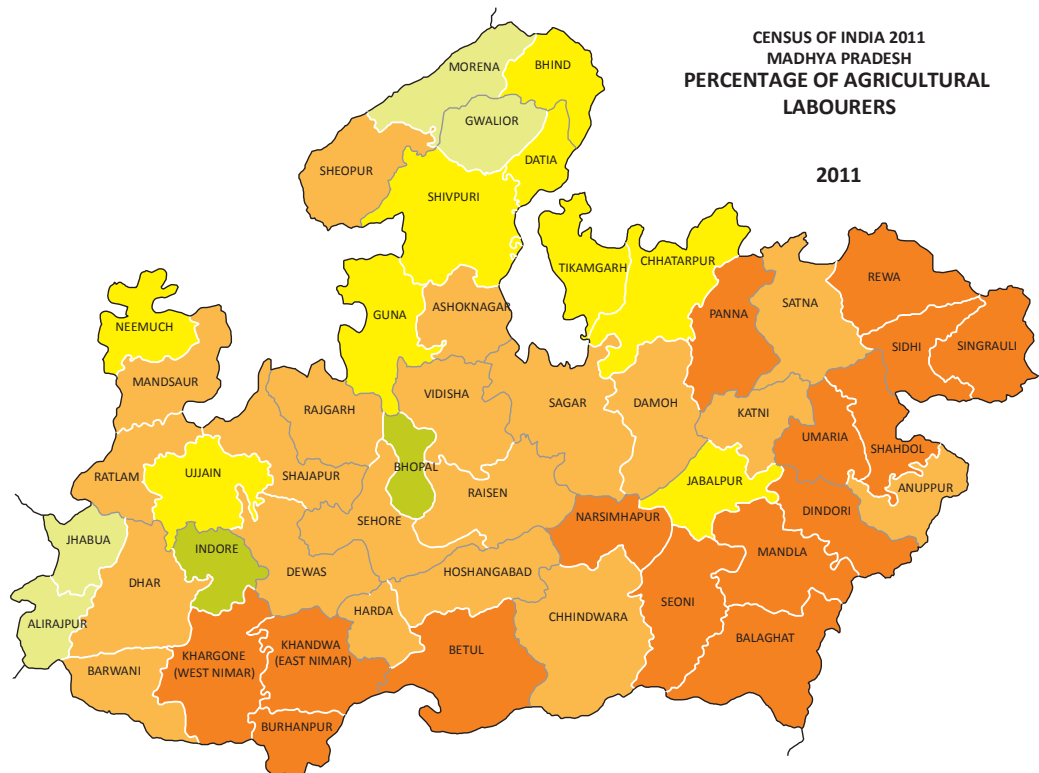 CENSUS OF INDIA 2011
MADHYA PRADESH
PERCENTAGE OF AGRICULTURAL
LABOURERS
2011
MORENA
BHIND
GWALIOR
DATIA
SHEOPUR
SHIVPURI
TIKAMGARH
CHHATARPUR
REWA
SATNA
PANNA
SIDHI
SINGRAULI
ASHOKNAGAR
GUNA
NEEMUCH
MANDSAUR
VIDISHA
SAGAR
DAMOH
RAJGARH
KATNI
UMARIA
SHAHDOL
ANUPPUR
RATLAM
UJJAIN
SHAJAPUR
BHOPAL
RAISEN
JABALPUR
DINDORI
SEHORE
NARSIMHAPUR
JHABUA
INDORE
MANDLA
DHAR
DEWAS
HOSHANGABAD
SEONI
HARDA
CHHINDWARA
ALIRAJPUR
BALAGHAT
KHANDWA
(EAST NIMAR)
BETUL
KHARGONE
(WEST NIMAR)
BARWANI
BURHANPUR